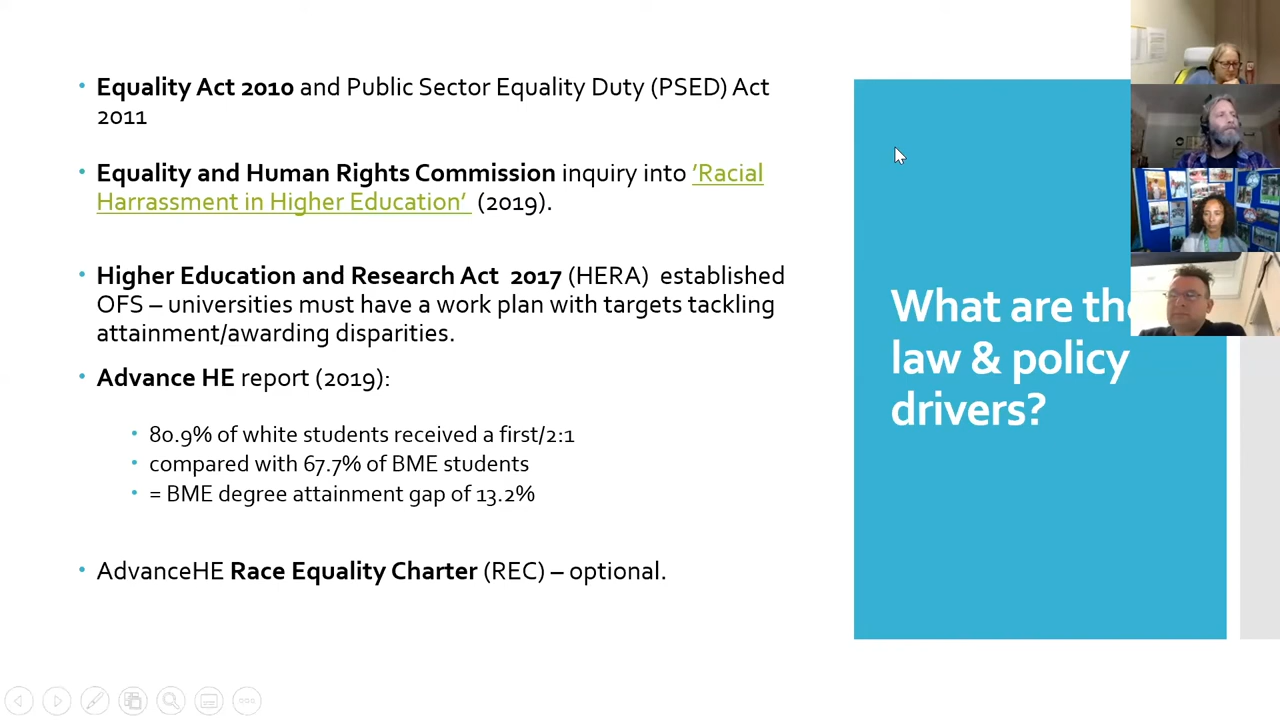 Equality Act 2010 and Public Sector Equality Duty (PSED) Act
2011
Equality and Human Rights Commission inquiry into ‘Racial
Harrassment in Higher Education’ (2019).
Higher Education and Research Act 2017 (HERA) established
OFS – universities must have a work plan with targets tackling
attainment/awarding disparities.
Advance HE report (2019):
80.9% of white students received a first/2:1
compared with 67.7% of BME students
= BME degree attainment gap of 13.2%
AdvanceHE Race Equality Charter (REC) – optional.
What are the
law & policy
drivers?